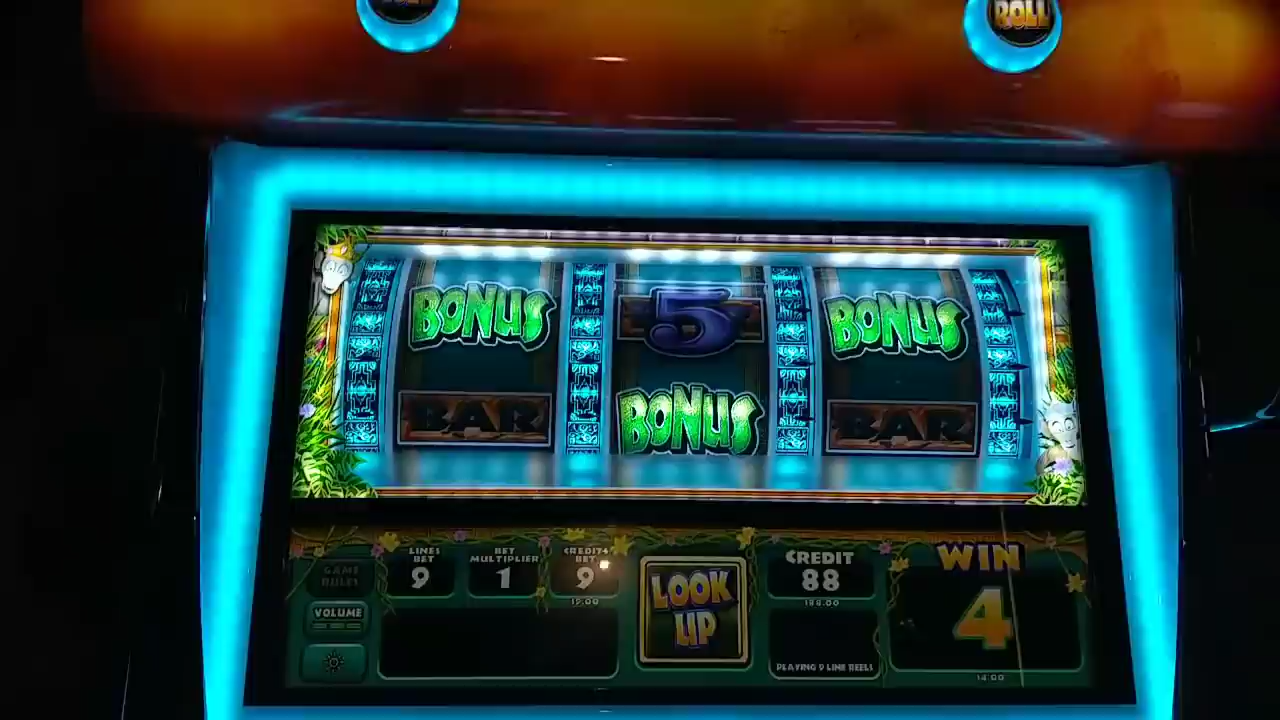 ROLL
BONUS 5 BONUS
BAR BONUS BAR
GAME RULES
VOLUME
LINES BET
9
BET MULTIPLIER
1
CREDITS BET
9
LOOK
UP
CREDIT
88
PLAYING 9 LINE REELS
WIN
4